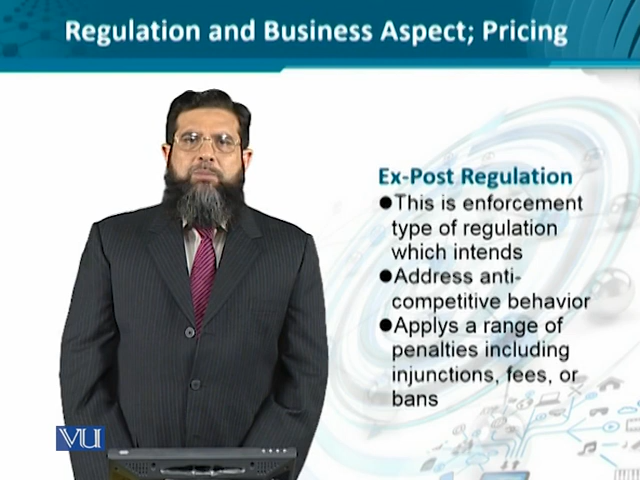 Regulation and Business Aspect; Pricing
Ex-Post Regulation
●This is enforcement
type of regulation
which intends
●Address anti-
competitive behavior
●Applys a range of
penalties including
injunctions, fees, or
bans
VU